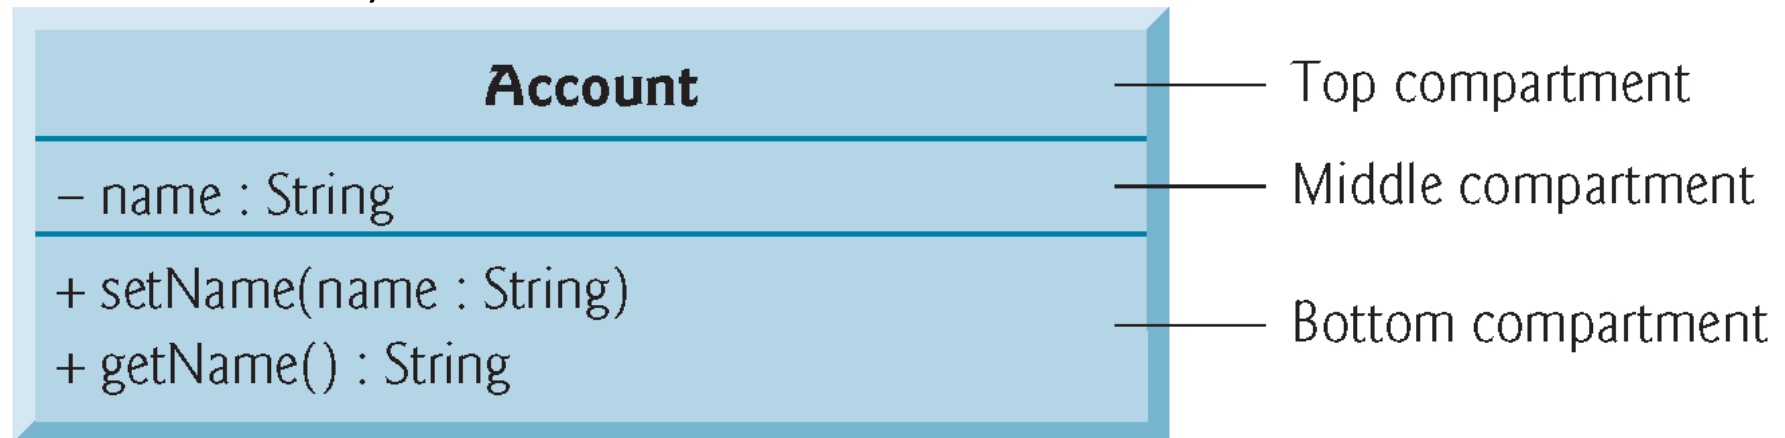 Account
– name : String
+ setName(name : String)
+ getName() : String
Top compartment
Middle compartment
Bottom compartment